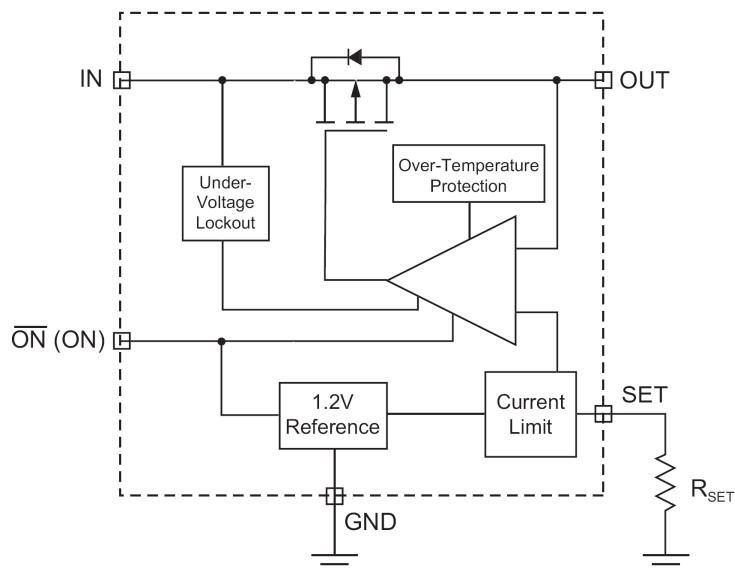 IN
OUT
Over-Temperature
Protection
Under-
Voltage
Lockout
ON (ON)
1.2V
Reference
Current
Limit
SET
RSET
GND